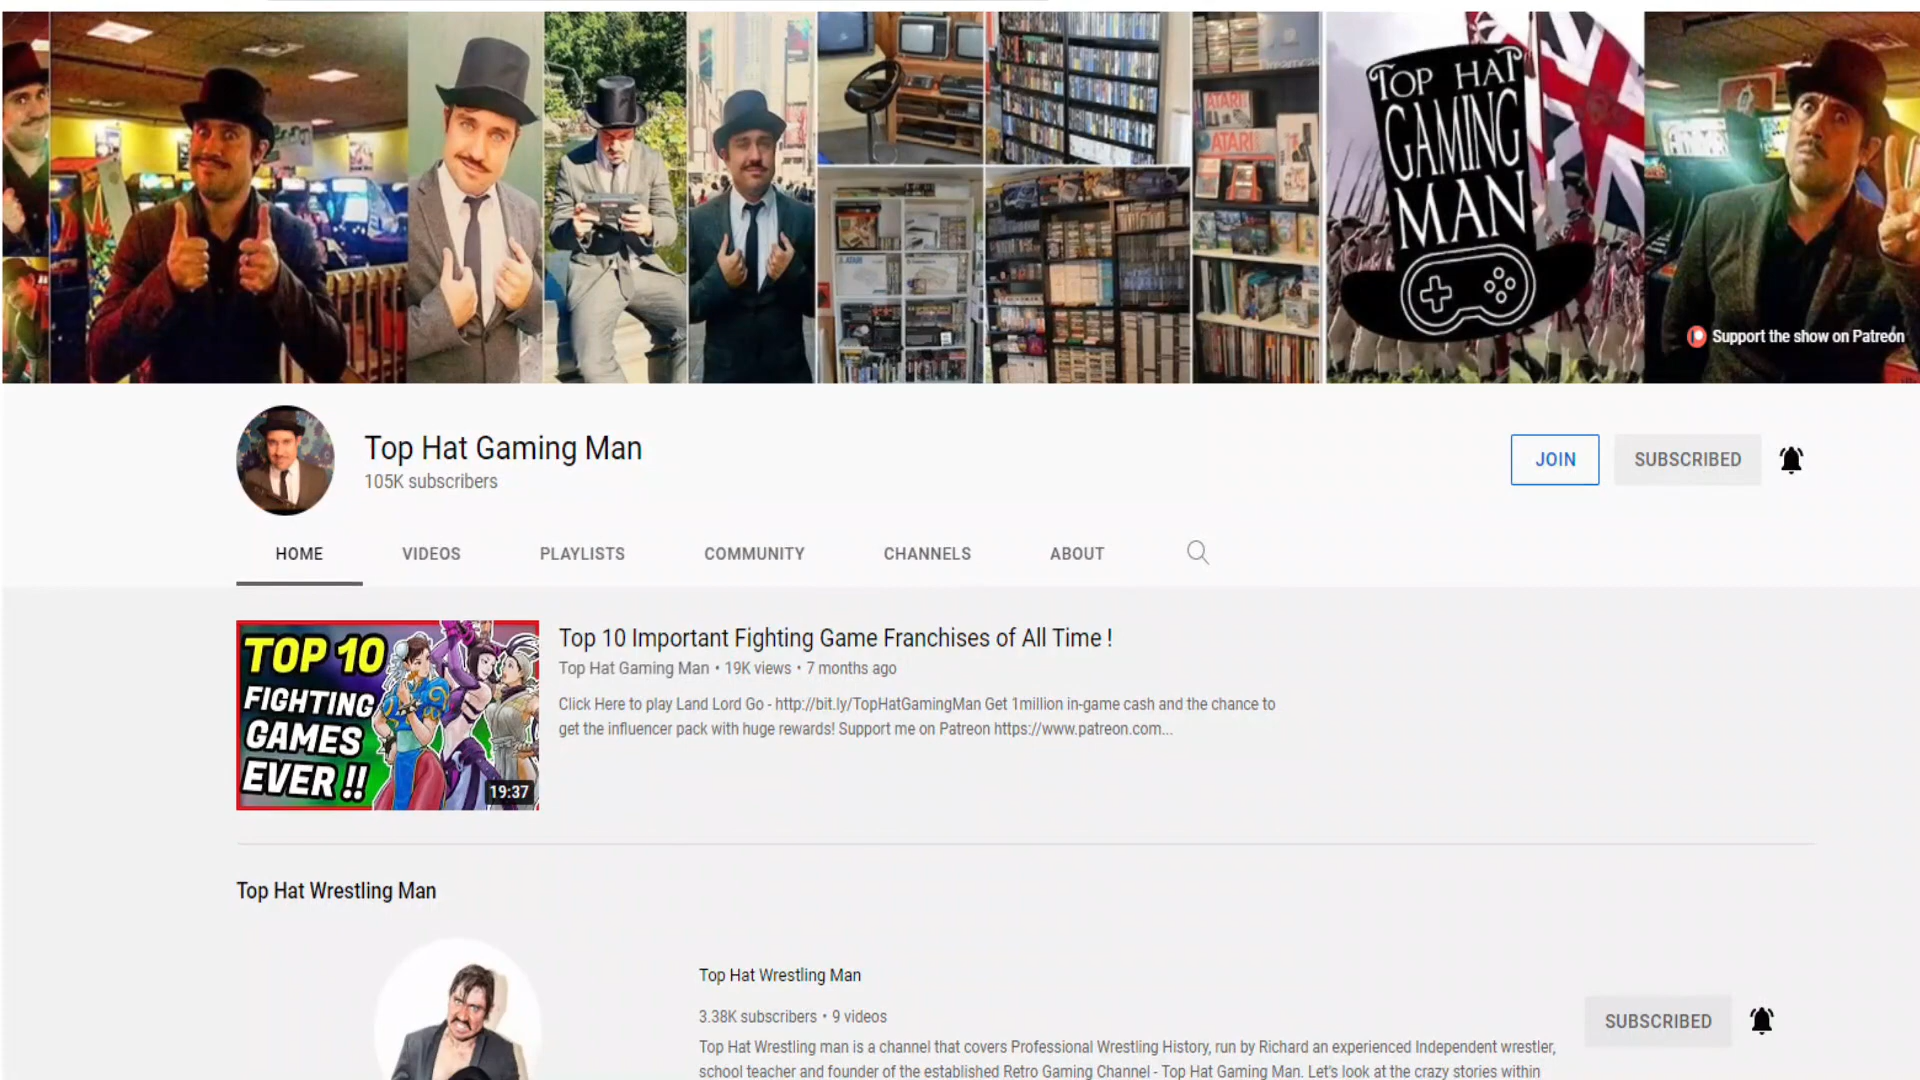 Dreamcast
ATARI
ATARI
ATARI
TOP HAT
GAMING
MAN
Support the show on Patreon
Top Hat Gaming Man
105K subscribers
JOIN
SUBSCRIBED
HOME
VIDEOS
PLAYLISTS
COMMUNITY
CHANNELS
ABOUT
TOP 10
FIGHTING
GAMES
EVER !!
19:37
Top 10 Important Fighting Game Franchises of All Time !
Top Hat Gaming Man • 19K views • 7 months ago
Click Here to play Land Lord Go - http://bit.ly/TopHatGamingMan Get 1million in-game cash and the chance to
get the influencer pack with huge rewards! Support me on Patreon https://www.patreon.com...
Top Hat Wrestling Man
Top Hat Wrestling Man
3.38K subscribers • 9 videos
SUBSCRIBED
Top Hat Wrestling man is a channel that covers Professional Wrestling History, run by Richard an experienced Independent wrestler,
school teacher and founder of the established Retro Gaming Channel - Top Hat Gaming Man. Let's look at the crazy stories within